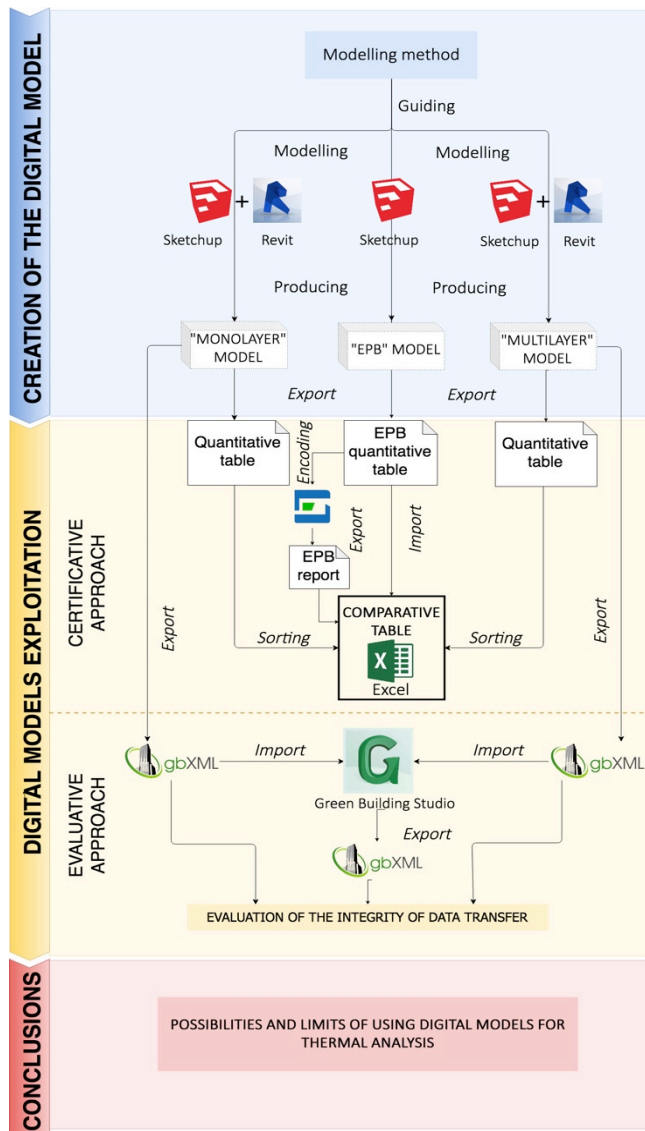 CREATION OF THE DIGITAL MODEL
Modelling method
Guiding
Modelling
Modelling
Sketchup
+
R
Revit
Sketchup
Sketchup
+
R
Revit
Producing
Producing
"MONOLAYER"
MODEL
"EPB" MODEL
"MULTILAYER"
MODEL
Export
Export
DIGITAL MODELS EXPLOITATION
CERTIFICATIVE
APPROACH
Quantitative
table
EPB
quantitative
table
Quantitative
table
Encoding
Export
Import
EPB
report
Export
Export
COMPARATIVE
TABLE
X
Excel
Sorting
Sorting
EVALUATIVE
APPROACH
gbXML
Import
G
Import
gbXML
Green Building Studio
Export
gbXML
EVALUATION OF THE INTEGRITY OF DATA TRANSFER
CONCLUSIONS
POSSIBILITIES AND LIMITS OF USING DIGITAL MODELS FOR
THERMAL ANALYSIS